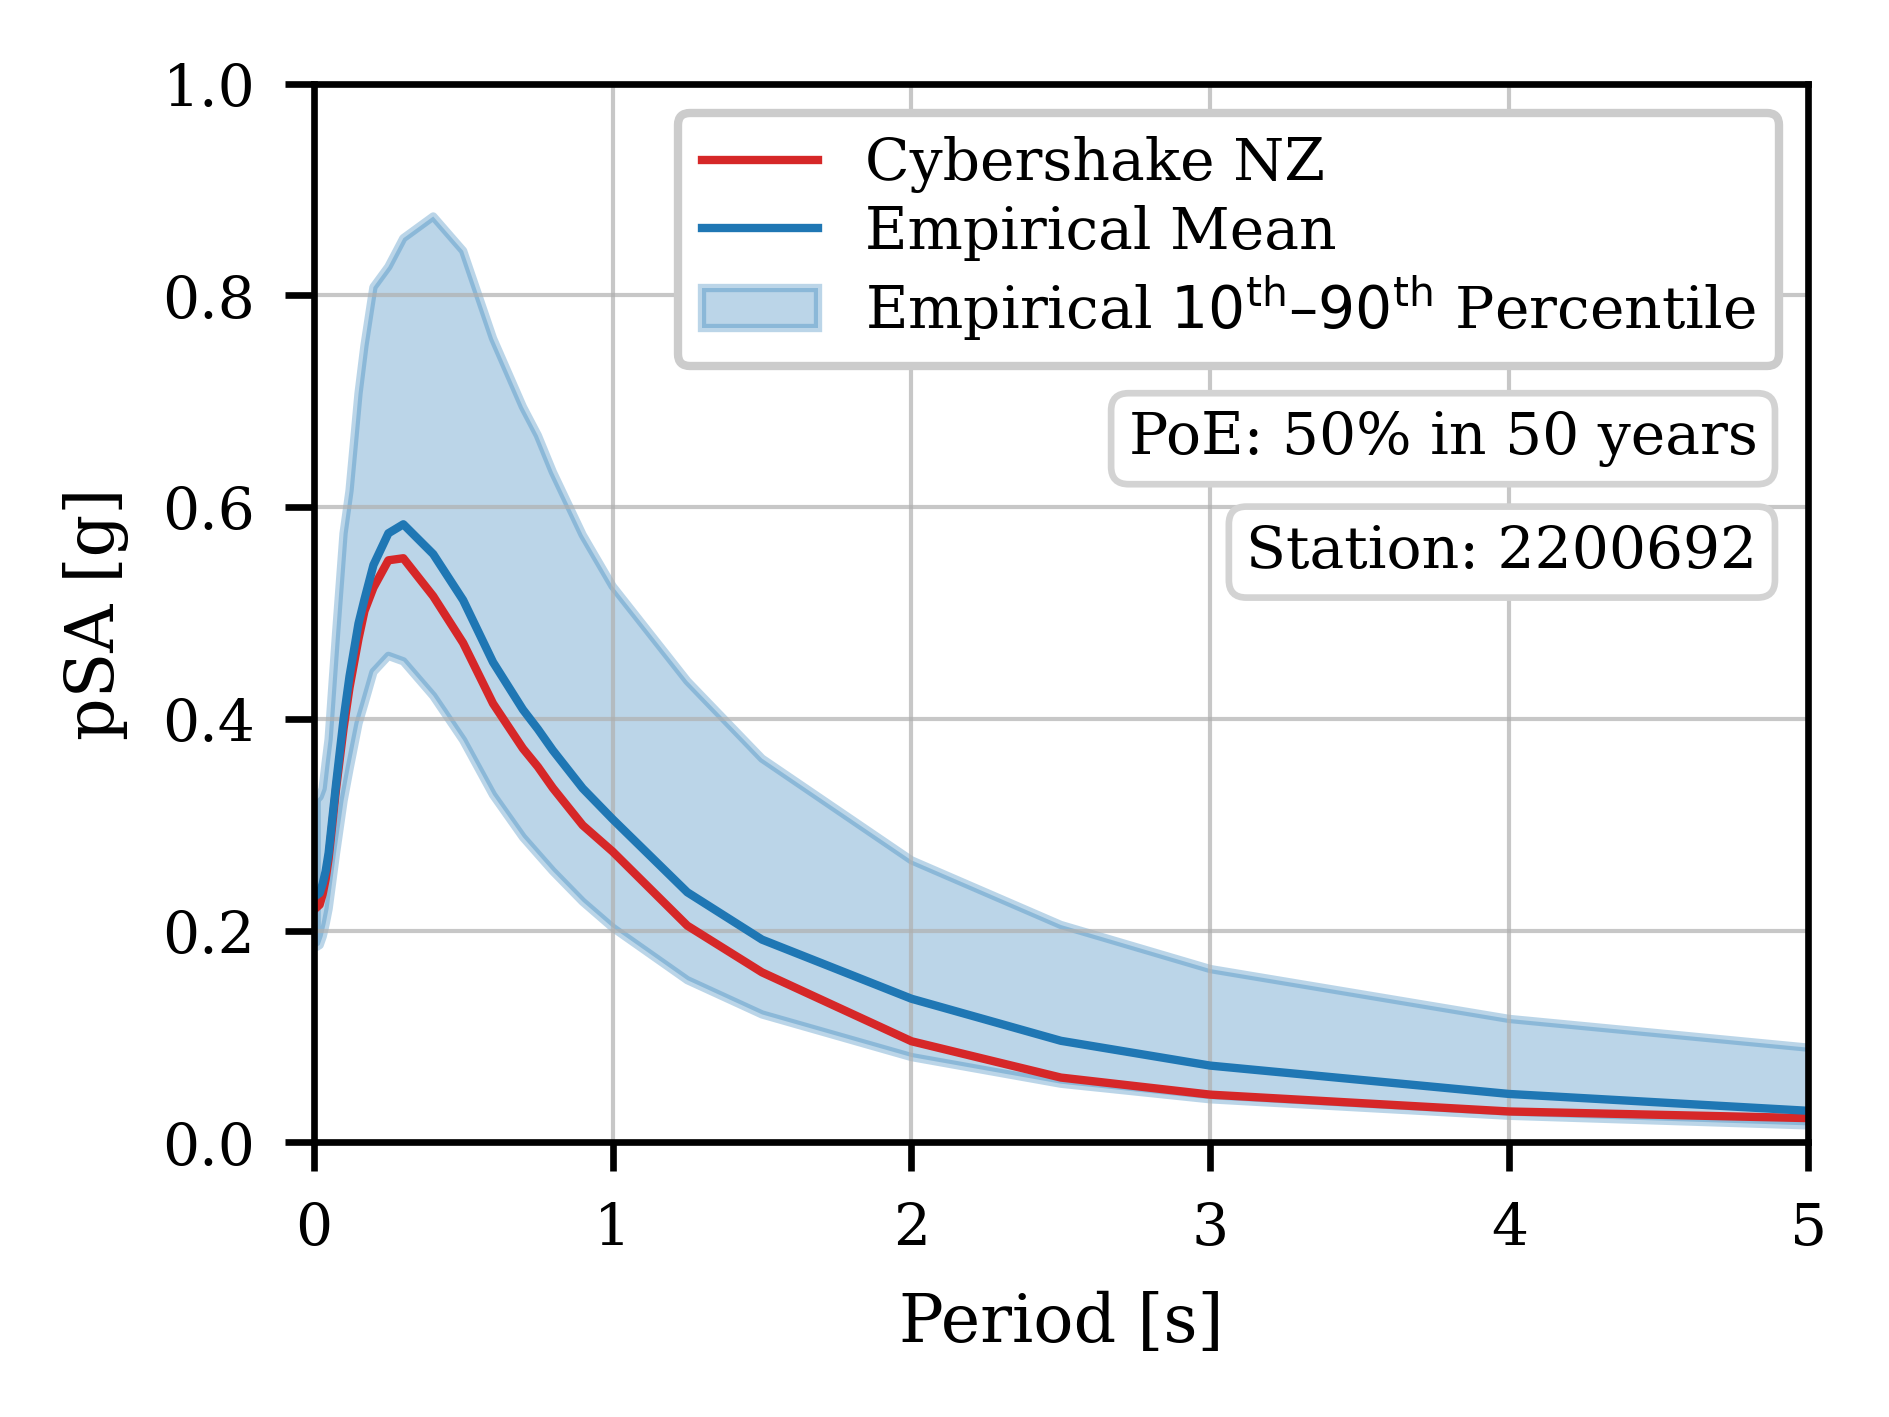 1.0
0.8
0.6
0.4
0.2
0.0
pSA [g]
Cybershake NZ
Empirical Mean
Empirical 10th–90th Percentile
PoE: 50% in 50 years
Station: 2200692
0 1 2 3 4 5
Period [s]